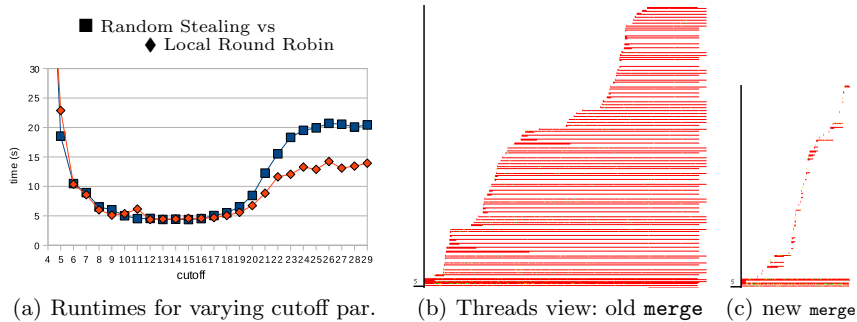 Random Stealing vs
Local Round Robin
30
25
20
15
10
5
0
time (s)
4 5 6 7 8 9 10 11 12 13 14 15 16 17 18 19 20 21 22 23 24 25 26 27 28 29
cutoff
s
s
(a) Runtimes for varying cutoff par.
(b) Threads view: old merge
(c) new merge